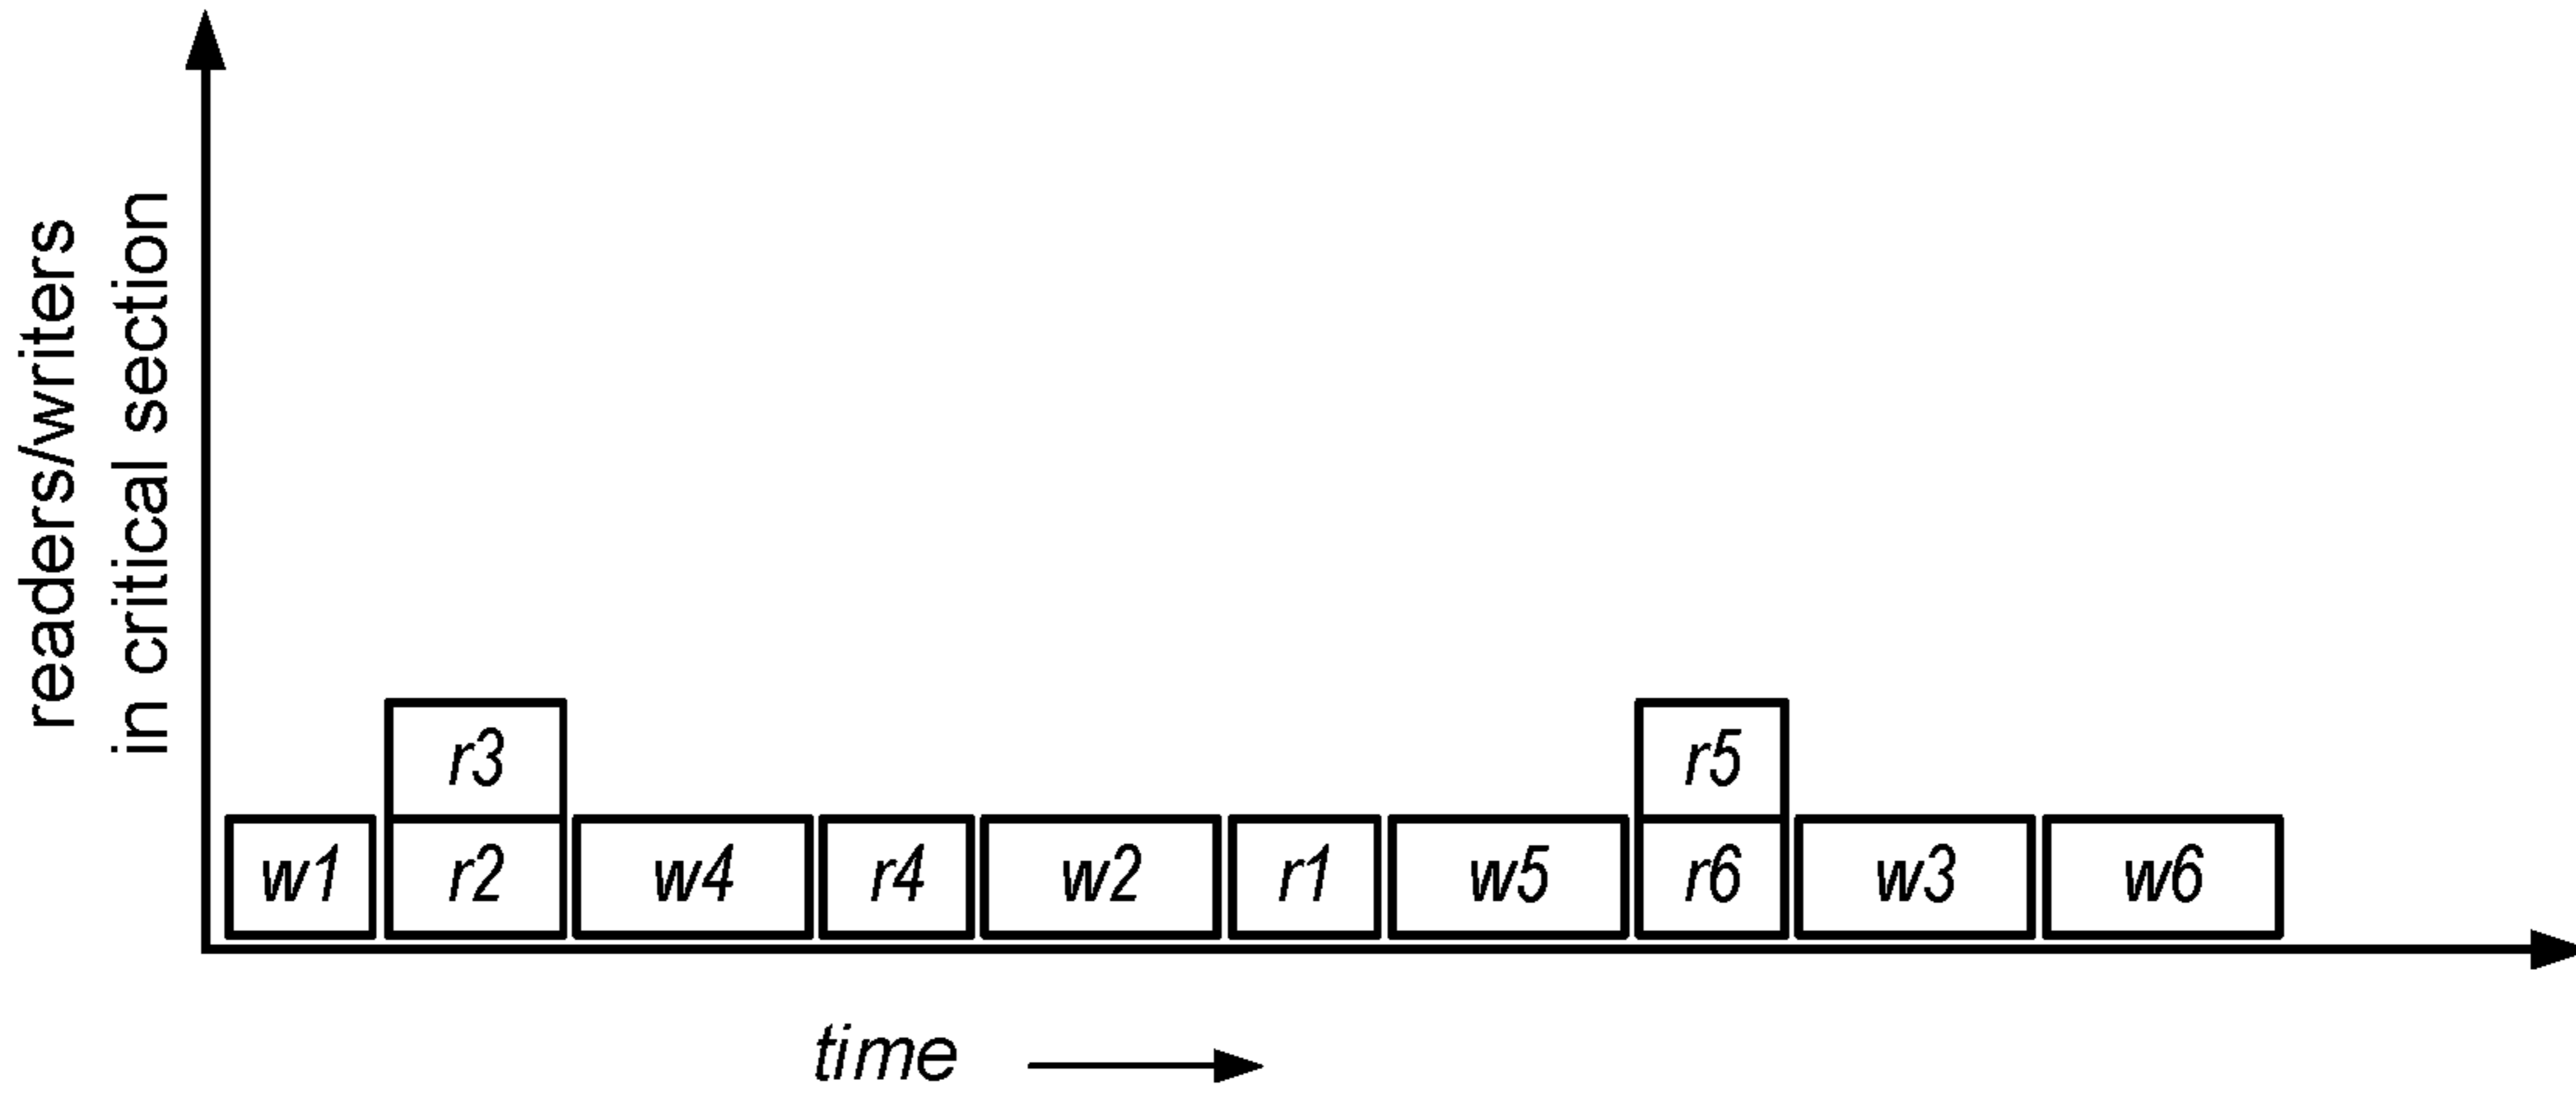 readers/writers
in critical section
r3
r5
w1 r2 w4 r4 w2 r1 w5 r6 w3 w6
time